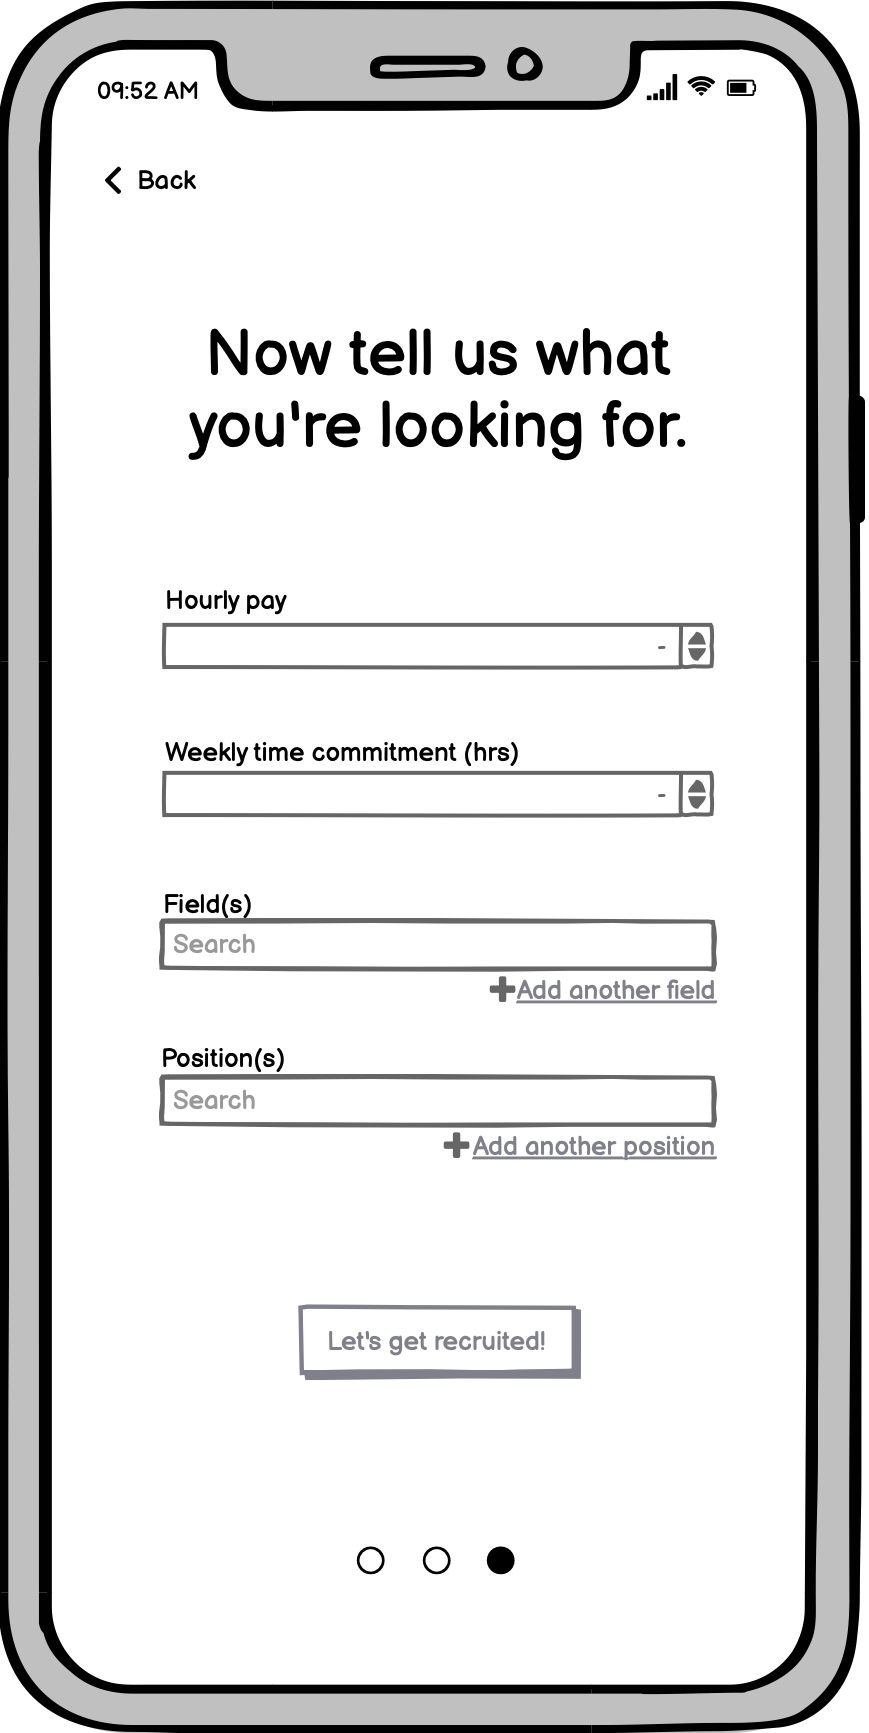 09:52 AM
Back
Now tell us what
you're looking for.
Hourly pay
-
Weekly time commitment (hrs)
-
Field(s)
Search
Add another field
Position(s)
Search
Add another position
Let's get recruited!